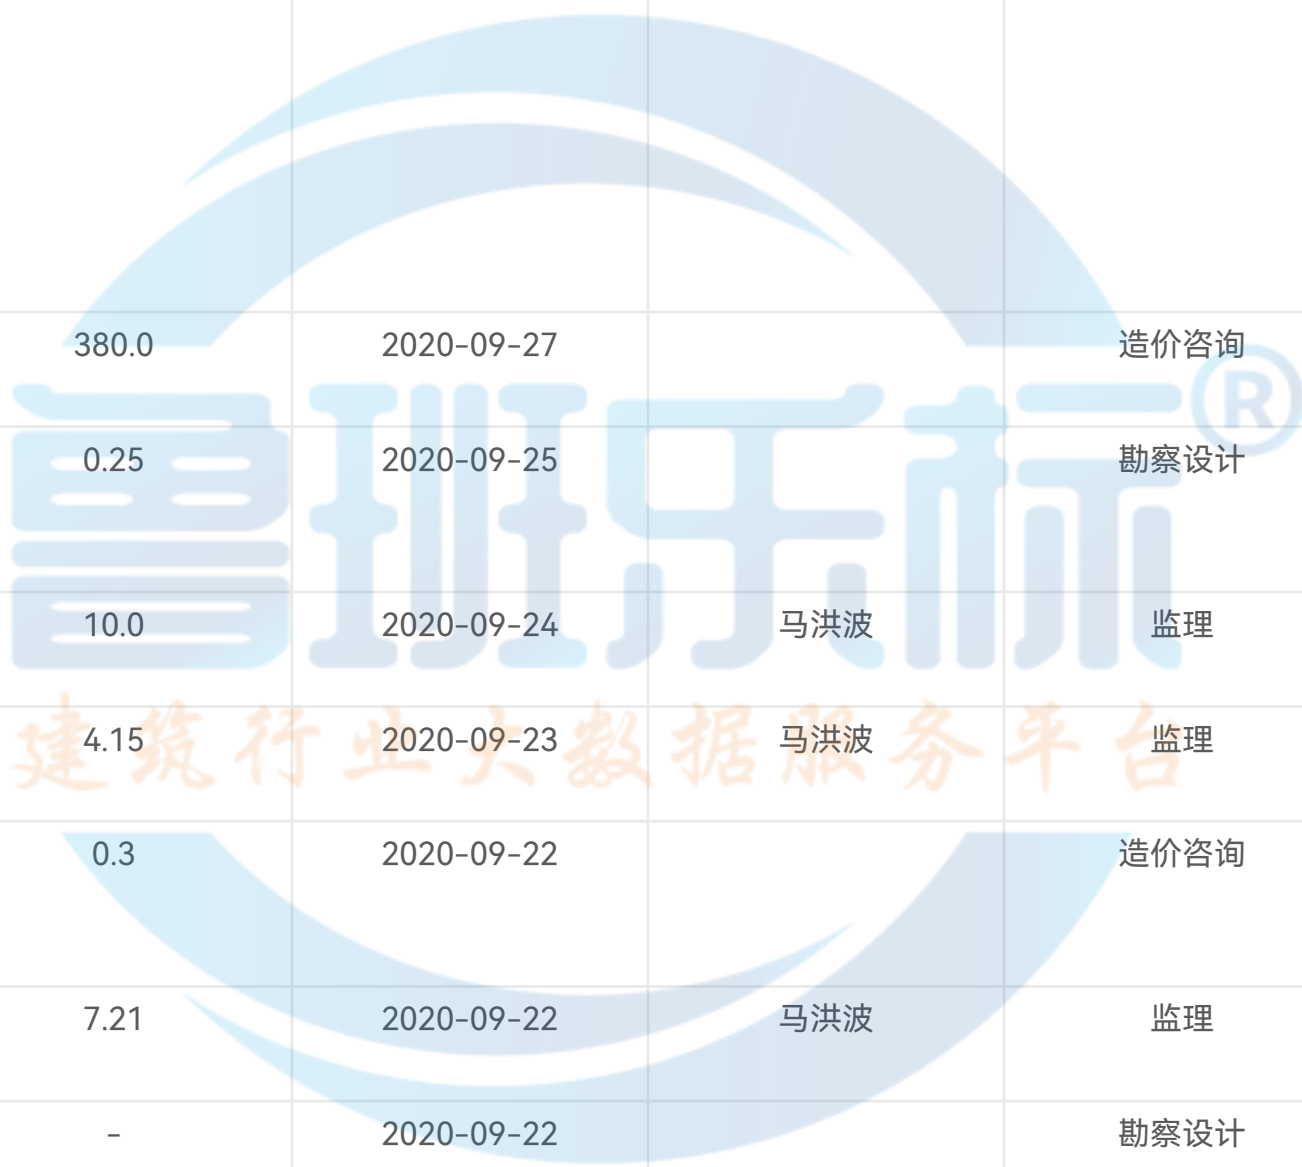 380.0 2020-09-27 造价咨询
鲁班乐标®
0.25 2020-09-25 勘察设计
10.0 2020-09-24 马洪波 监理
建筑行业大数据服务平台
4.15 2020-09-23 马洪波 监理
0.3 2020-09-22 造价咨询
7.21 2020-09-22 马洪波 监理
- 2020-09-22 勘察设计